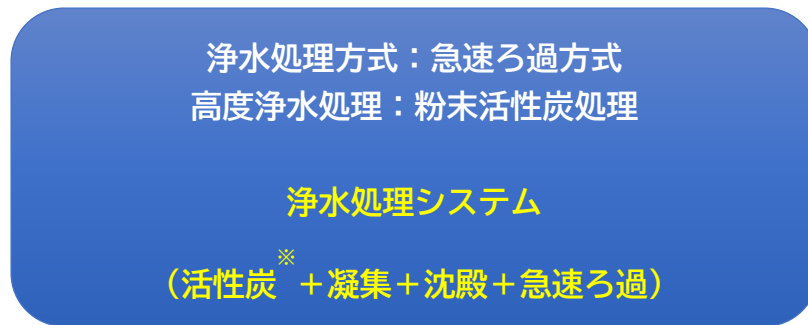 浄水処理方式：急速ろ過方式
高度浄水処理：粉末活性炭処理
浄水処理システム
（活性炭※＋凝集＋沈殿＋急速ろ過）